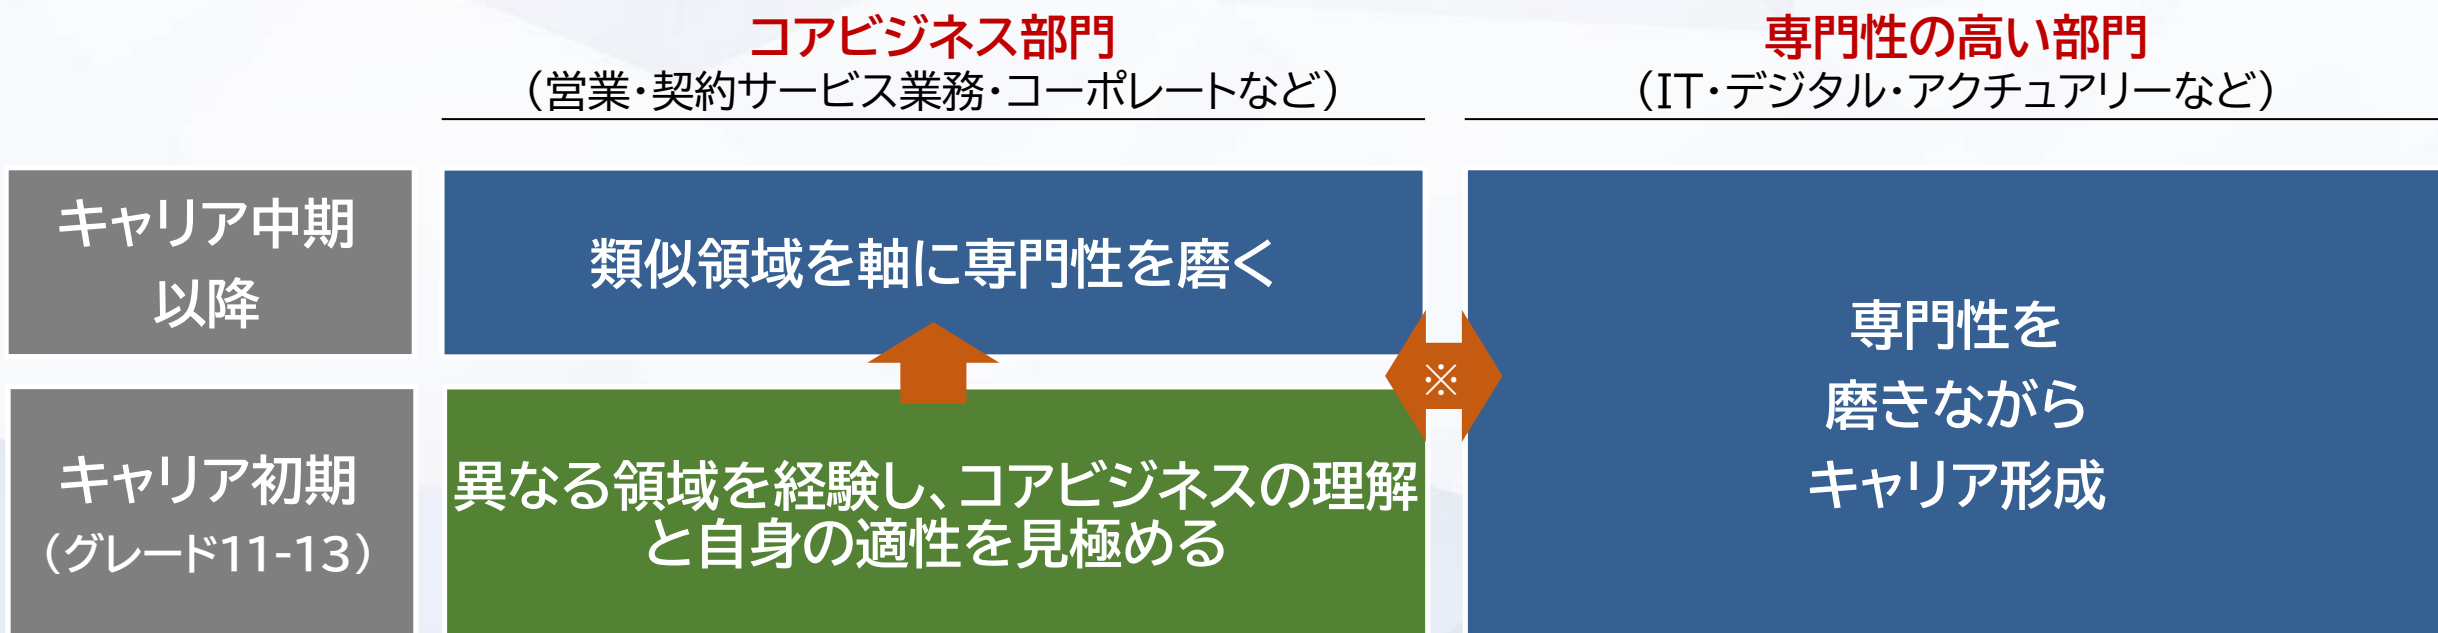 コアビジネス部門
（営業・契約サービス業務・コーポレートなど）
専門性の高い部門
（IT・デジタル・アクチュアリーなど）
キャリア中期
以降
類似領域を軸に専門性を磨く
専門性を
磨きながら
キャリア形成
※
キャリア初期
（グレード11-13）
異なる領域を経験し、コアビジネスの理解
と自身の適性を見極める